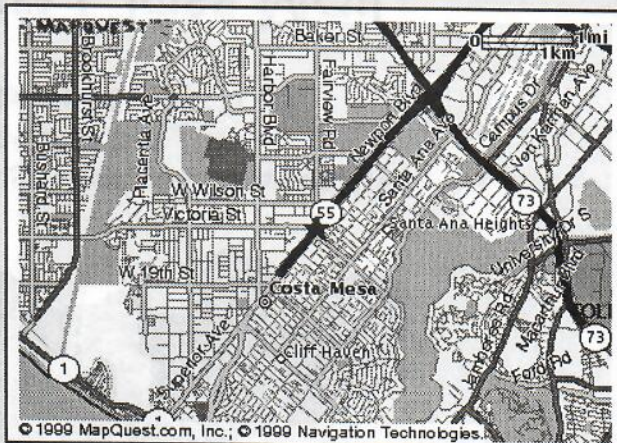 MAPQUEST
Baker St
0 1mi
1km
Brookhurst St
Bushard St
Placentia Ave
Harbor Blvd
Fairview Rd
Newport Blvd
Santa Ana Ave
Campus Dr
Von Karman Ave
W Wilson St
Victoria St
55
73
Santa Ana Heights
University Dr S
W 19th St
Costa Mesa
Superior Ave
Cliff Haven
Jamboree Rd
Macarthur
Ford Rd
73
1
1
© 1999 MapQuest.com, Inc.; © 1999 Navigation Technologies.